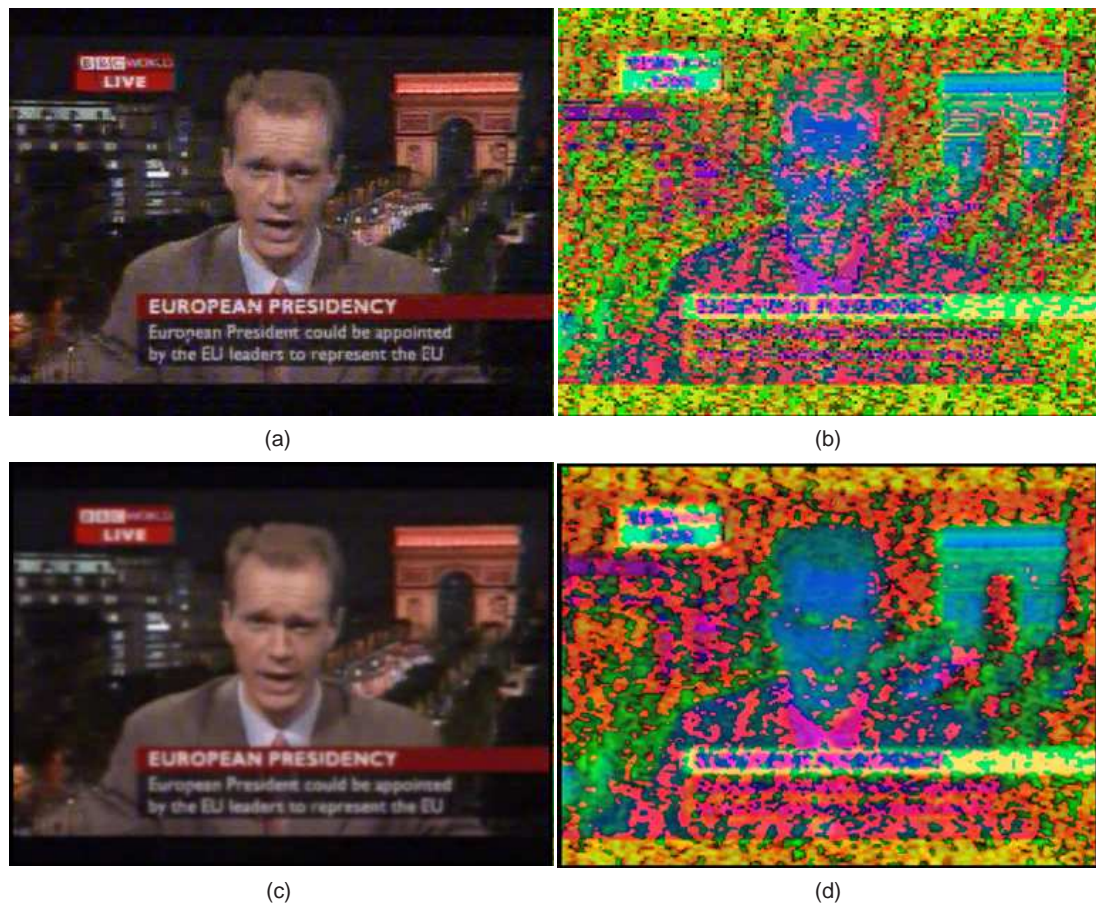 BBC WORLD
LIVE
EUROPEAN PRESIDENCY
European President could be appointed
by the EU leaders to represent the EU
(a)
(b)
BBC WORLD
LIVE
EUROPEAN PRESIDENCY
European President could be appointed
by the EU leaders to represent the EU
(c)
(d)